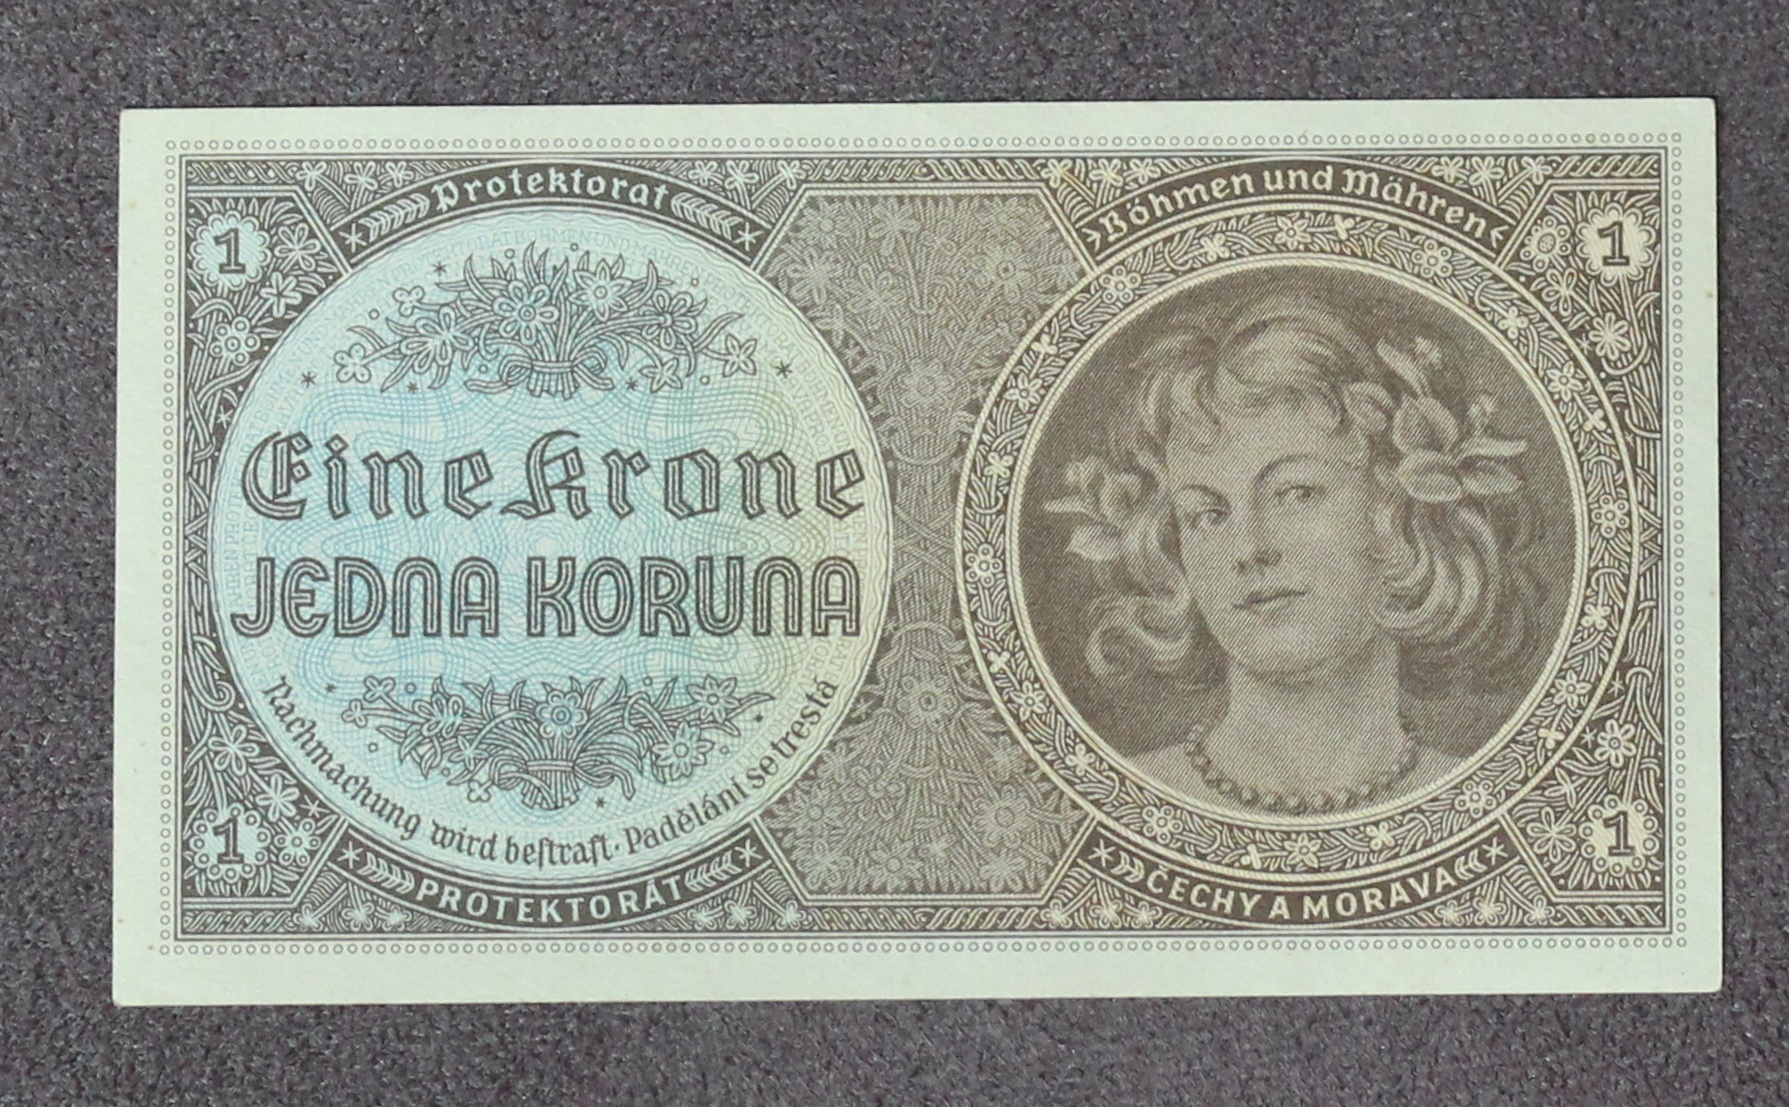 Protektorat
Böhmen und Mähren
1
1
Eine Krone
JEDNA KORUNA
Nachmachung wird bestraft · Padělání se trestá
1
1
PROTEKTORÁT
ČECHY A MORAVA